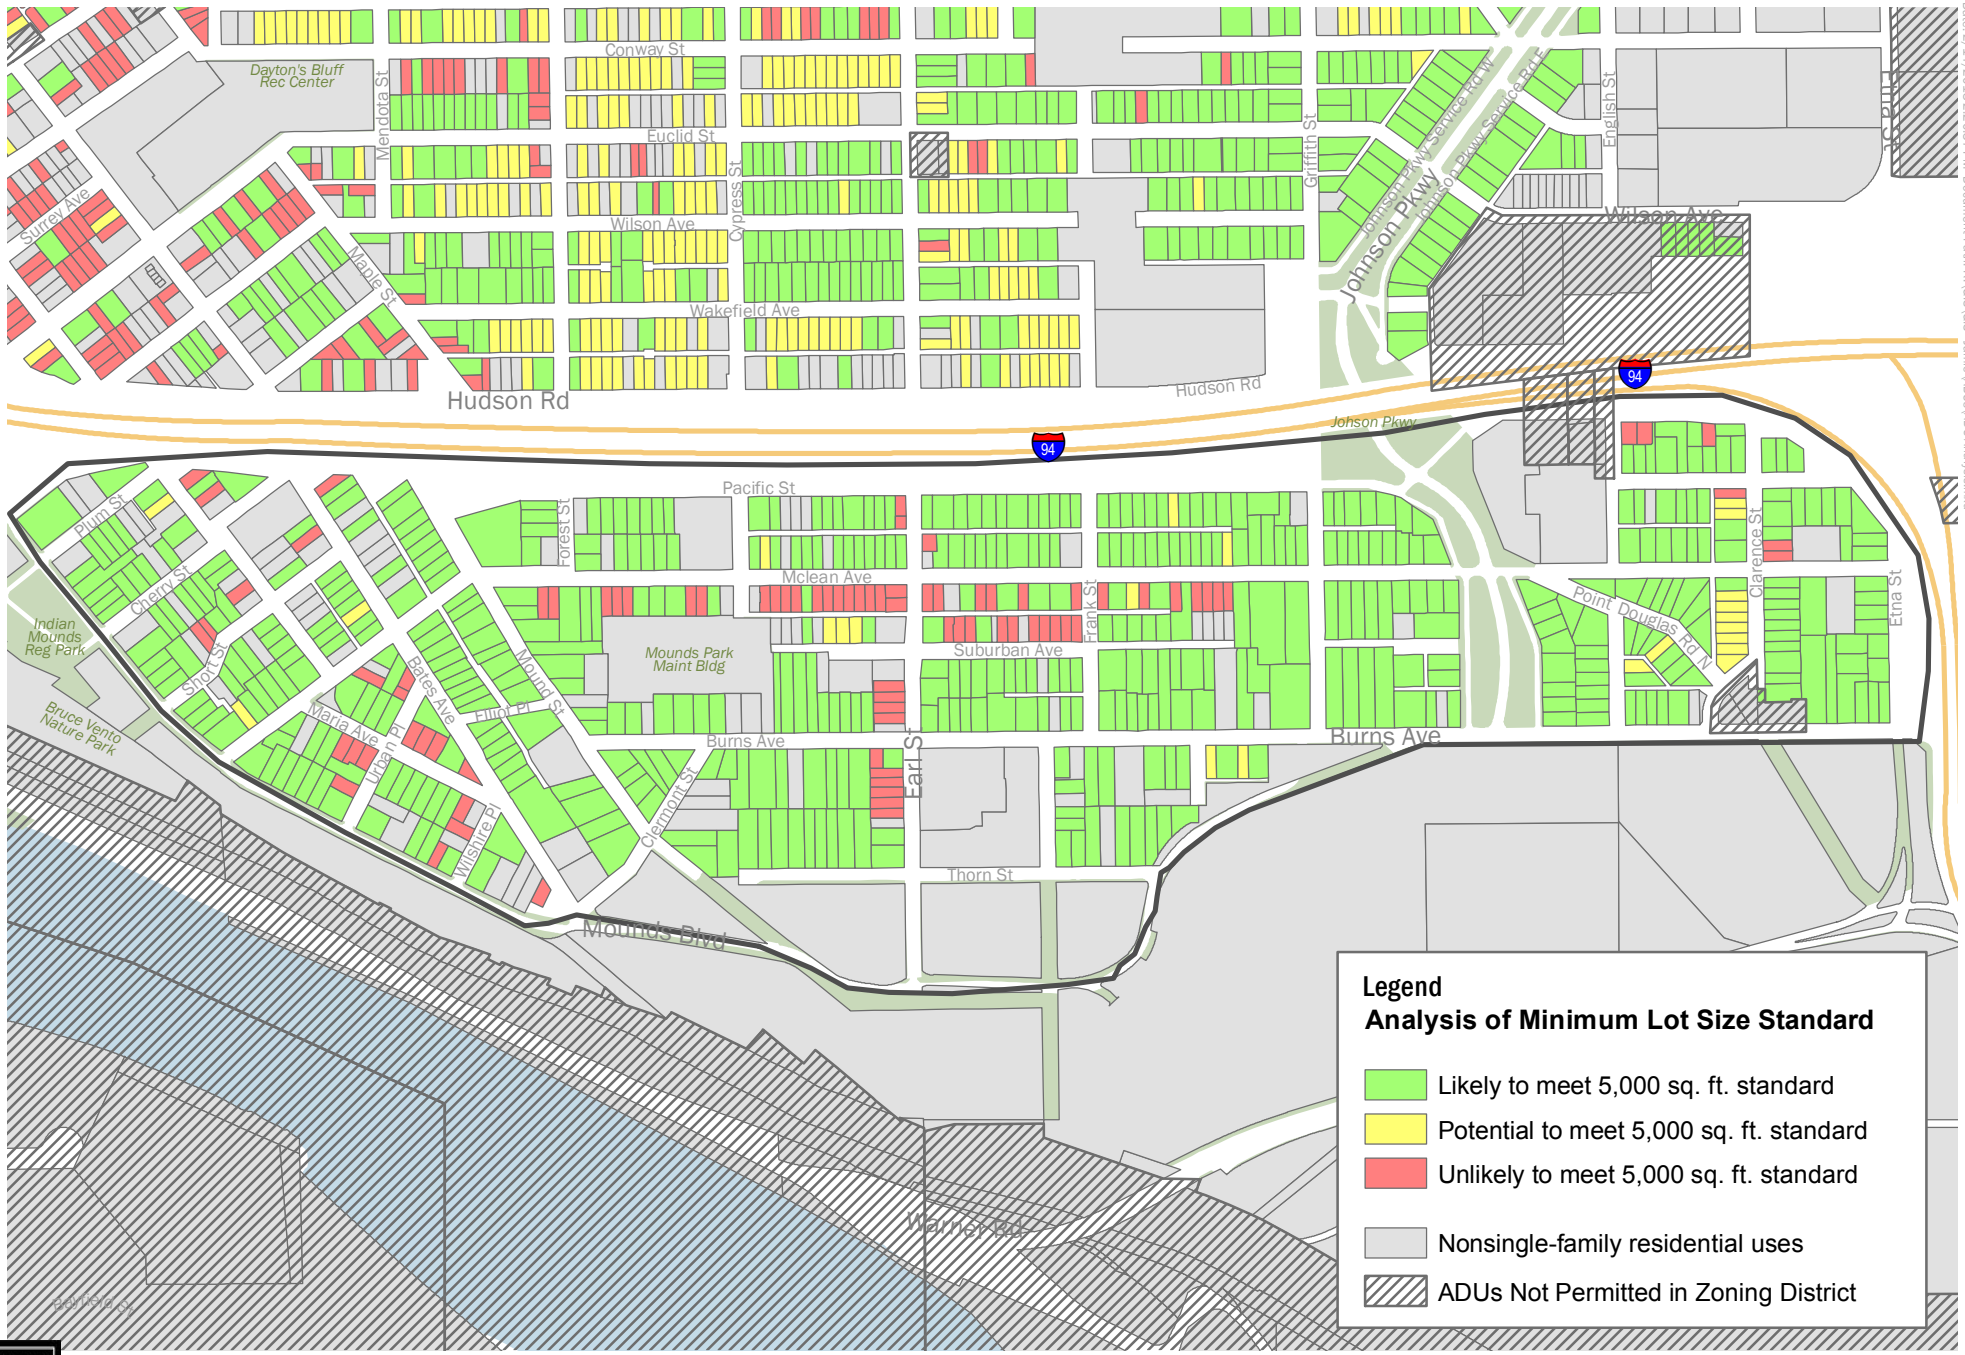 Conway St
Dayton's Bluff
Rec Center
Mendota St
Euclid St
Cypress St
Griffith St
Johnson Pkwy Service Rd W
Johnson Pkwy Service Rd E
English St
Surrey Ave
Wilson Ave
Wilson Ave
Maple St
Johnson Pkwy
Wakefield Ave
Hudson Rd
Hudson Rd
94
94
Johson Pkwy
Pacific St
Plum St
Forest St
Clarence St
Mclean Ave
Cherry St
Frank St
Point Douglas Rd N
Etna St
Indian
Mounds
Reg Park
Short St
Bates Ave
Mound St
Mounds Park
Maint Bldg
Suburban Ave
Bruce Vento
Nature Park
Maria Ave
Urban Pl
Elliot Pl
Burns Ave
Burns Ave
Earl St
Clermont St
Wilshire Pl
Thorn St
Mounds Blvd
Warner Rd
Legend
Analysis of Minimum Lot Size Standard
Likely to meet 5,000 sq. ft. standard
Potential to meet 5,000 sq. ft. standard
Unlikely to meet 5,000 sq. ft. standard
Nonsingle-family residential uses
ADUs Not Permitted in Zoning District